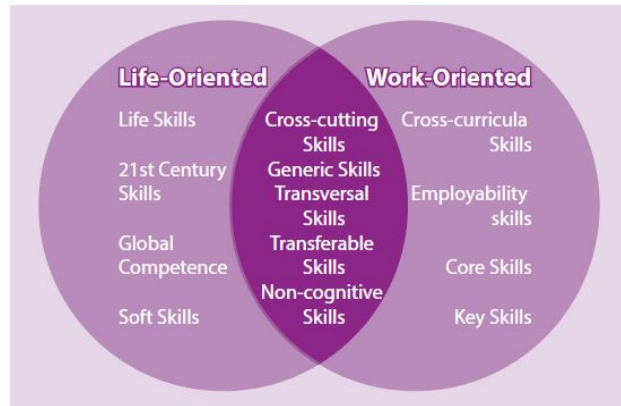 Life-Oriented
Life Skills
21st Century
Skills
Global
Competence
Soft Skills
Cross-cutting
Skills
Generic Skills
Transversal
Skills
Transferable
Skills
Non-cognitive
Skills
Work-Oriented
Cross-curricula
Skills
Employability
skills
Core Skills
Key Skills